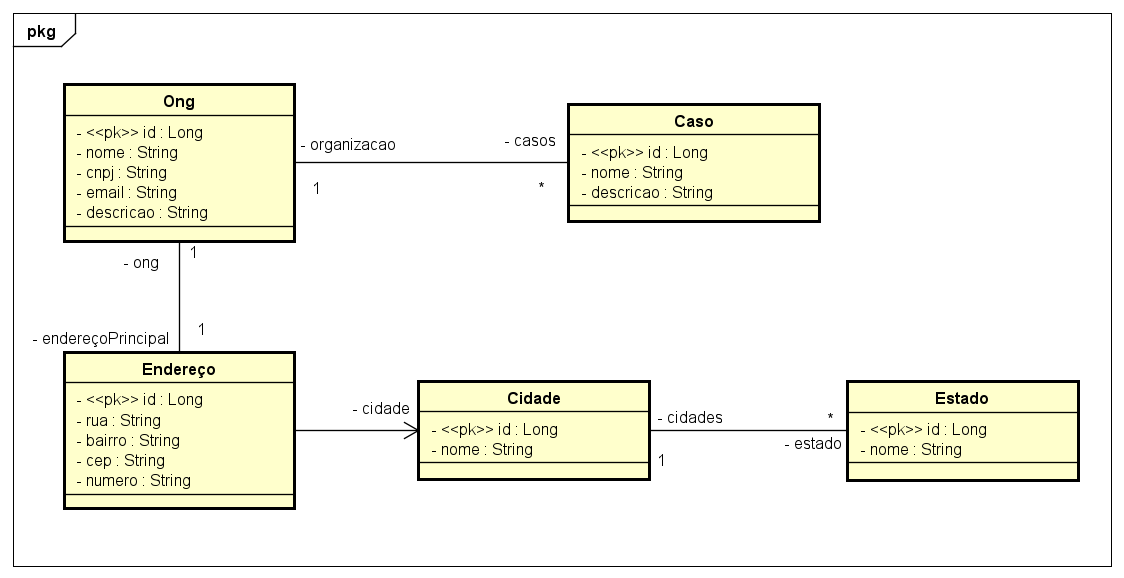 pkg
Ong
- <<pk>> id : Long
- nome : String
- cnpj : String
- email : String
- descricao : String
- organizacao
1
- casos
*
Caso
- <<pk>> id : Long
- nome : String
- descricao : String
1
- ong
1
- endereçoPrincipal
Endereço
- <<pk>> id : Long
- rua : String
- bairro : String
- cep : String
- numero : String
- cidade
Cidade
- <<pk>> id : Long
- nome : String
- cidades
1
*
- estado
Estado
- <<pk>> id : Long
- nome : String